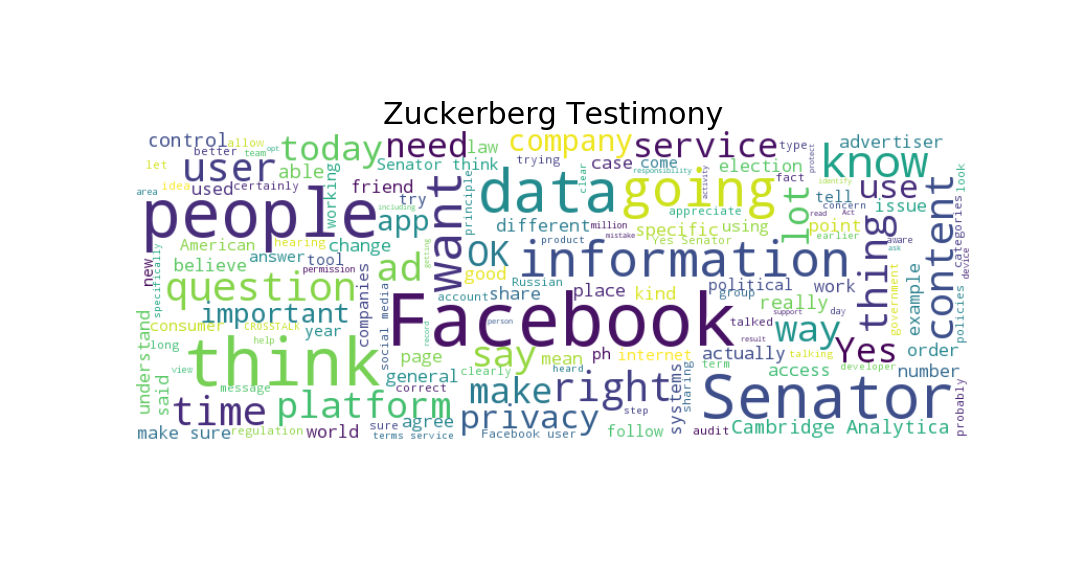 Zuckerberg Testimony
control
allow
better
team
opt
today
need
law
company
service
type
protect
advertiser
let
user
able
Senator think
trying
case
come
responsibility
election
know
area
idea
used
certainly
working
friend
try
want
principle
data
clear
going
activity
fact
identity
use
look
people
app
including
different
million
appreciate
specific
using
lot
tell
concern
read
Act
issue
categories
American
hearing
change
OK
product
Yes Senator
point
earlier
thing
aware
ask
content
device
new
specifically
believe
answer
tool
permission
companies
ad
getting
good
information
question
social media
account
share
Russian
place
kind
political
group
really
work
government
example
policies
important
consumer
CROSSTALK
year
Facebook
person
talked
support
day
way
understand
long
help
record
result
Yes
order
view
think
page
say
mean
ph
internet
actually
talking
clearly
heard
term
access
developer
number
said
message
general
correct
make
right
systems
sharing
Senator
probably
time
platform
privacy
step
make sure
regulation
world
sure
agree
terms service
Facebook user
follow
mistake
audit
Cambridge Analytica